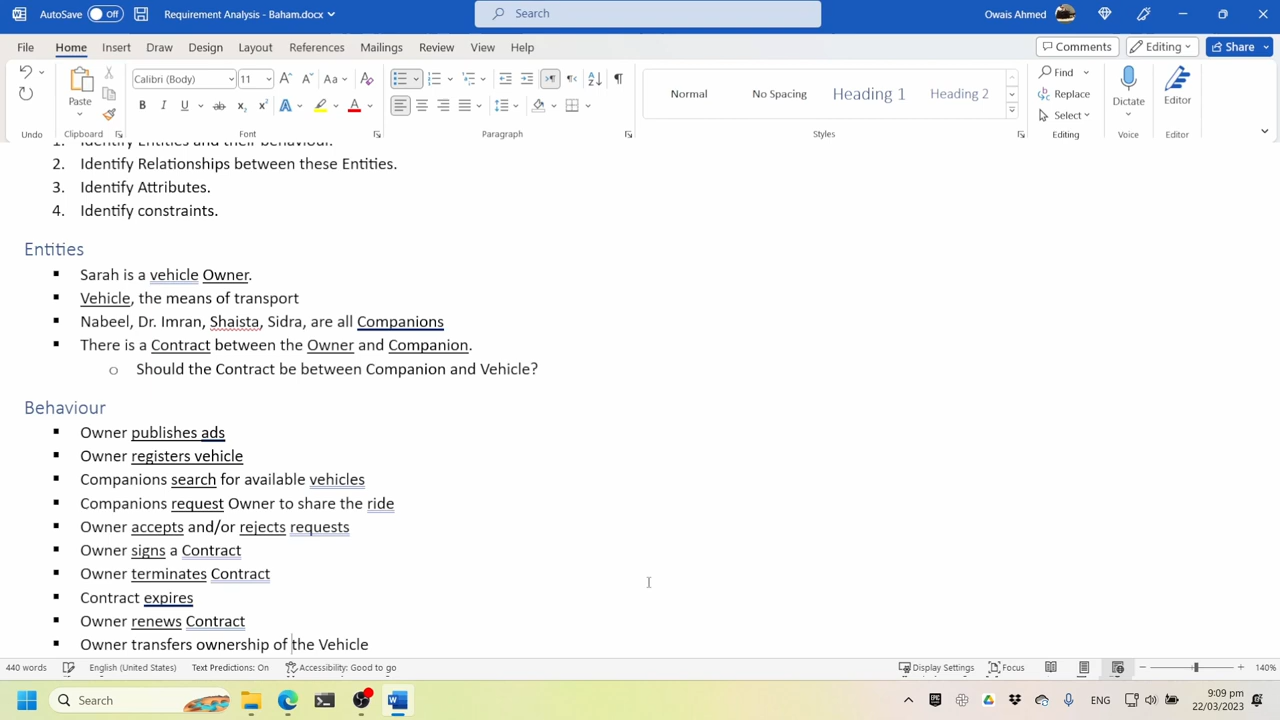 AutoSave Off Requirement Analysis - Baham.docx Search Owais Ahmed
File Home Insert Draw Design Layout References Mailings Review View Help Comments Editing Share
Calibri (Body) 11 Aa Normal No Spacing Heading 1 Heading 2 Find
Paste B I U ab x₂ x² A A Replace Dictate Editor
Select
Undo Clipboard Font Paragraph Styles Editing Voice Editor
1. Identify Entities and their behaviour.
2. Identify Relationships between these Entities.
3. Identify Attributes.
4. Identify constraints.
Entities
Sarah is a vehicle Owner.
Vehicle, the means of transport
Nabeel, Dr. Imran, Shaista, Sidra, are all Companions
There is a Contract between the Owner and Companion.
Should the Contract be between Companion and Vehicle?
Behaviour
Owner publishes ads
Owner registers vehicle
Companions search for available vehicles
Companions request Owner to share the ride
Owner accepts and/or rejects requests
Owner signs a Contract
Owner terminates Contract
Contract expires
Owner renews Contract
Owner transfers ownership of the Vehicle
440 words English (United States) Text Predictions: On Accessibility: Good to go Display Settings Focus 140%
Search ENG 9:09 pm
22/03/2023